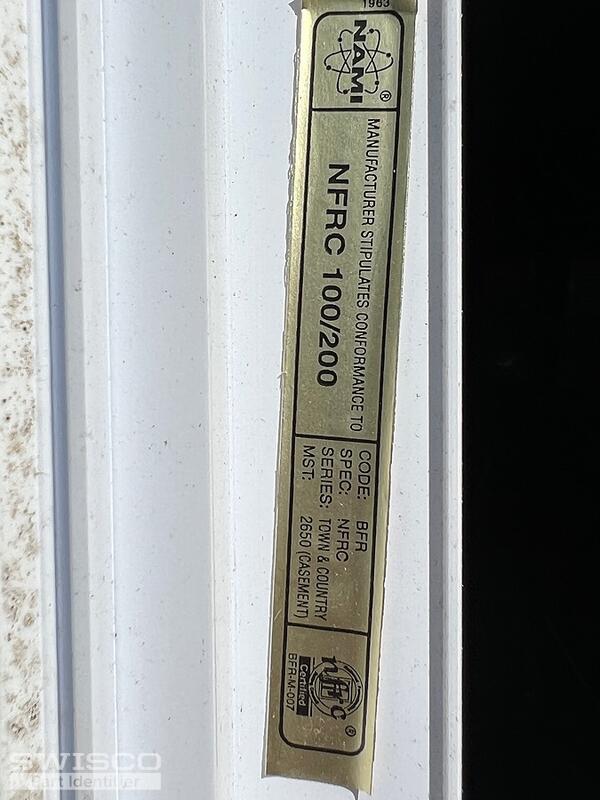 1963
NAMI®
MANUFACTURER STIPULATES CONFORMANCE TO
NFRC 100/200
CODE: BFR
SPEC: NFRC
SERIES: TOWN & COUNTRY
MST: 2650 (CASEMENT)
nfrc®
Certified
BFR-M-007
SWISCO
Part Identifier